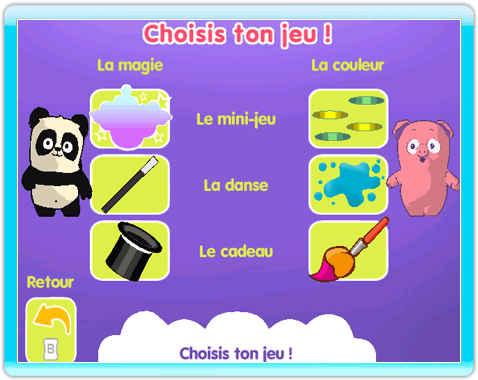 Choisis ton jeu !
La magie
La couleur
Le mini-jeu
La danse
Le cadeau
Retour
B
Choisis ton jeu !